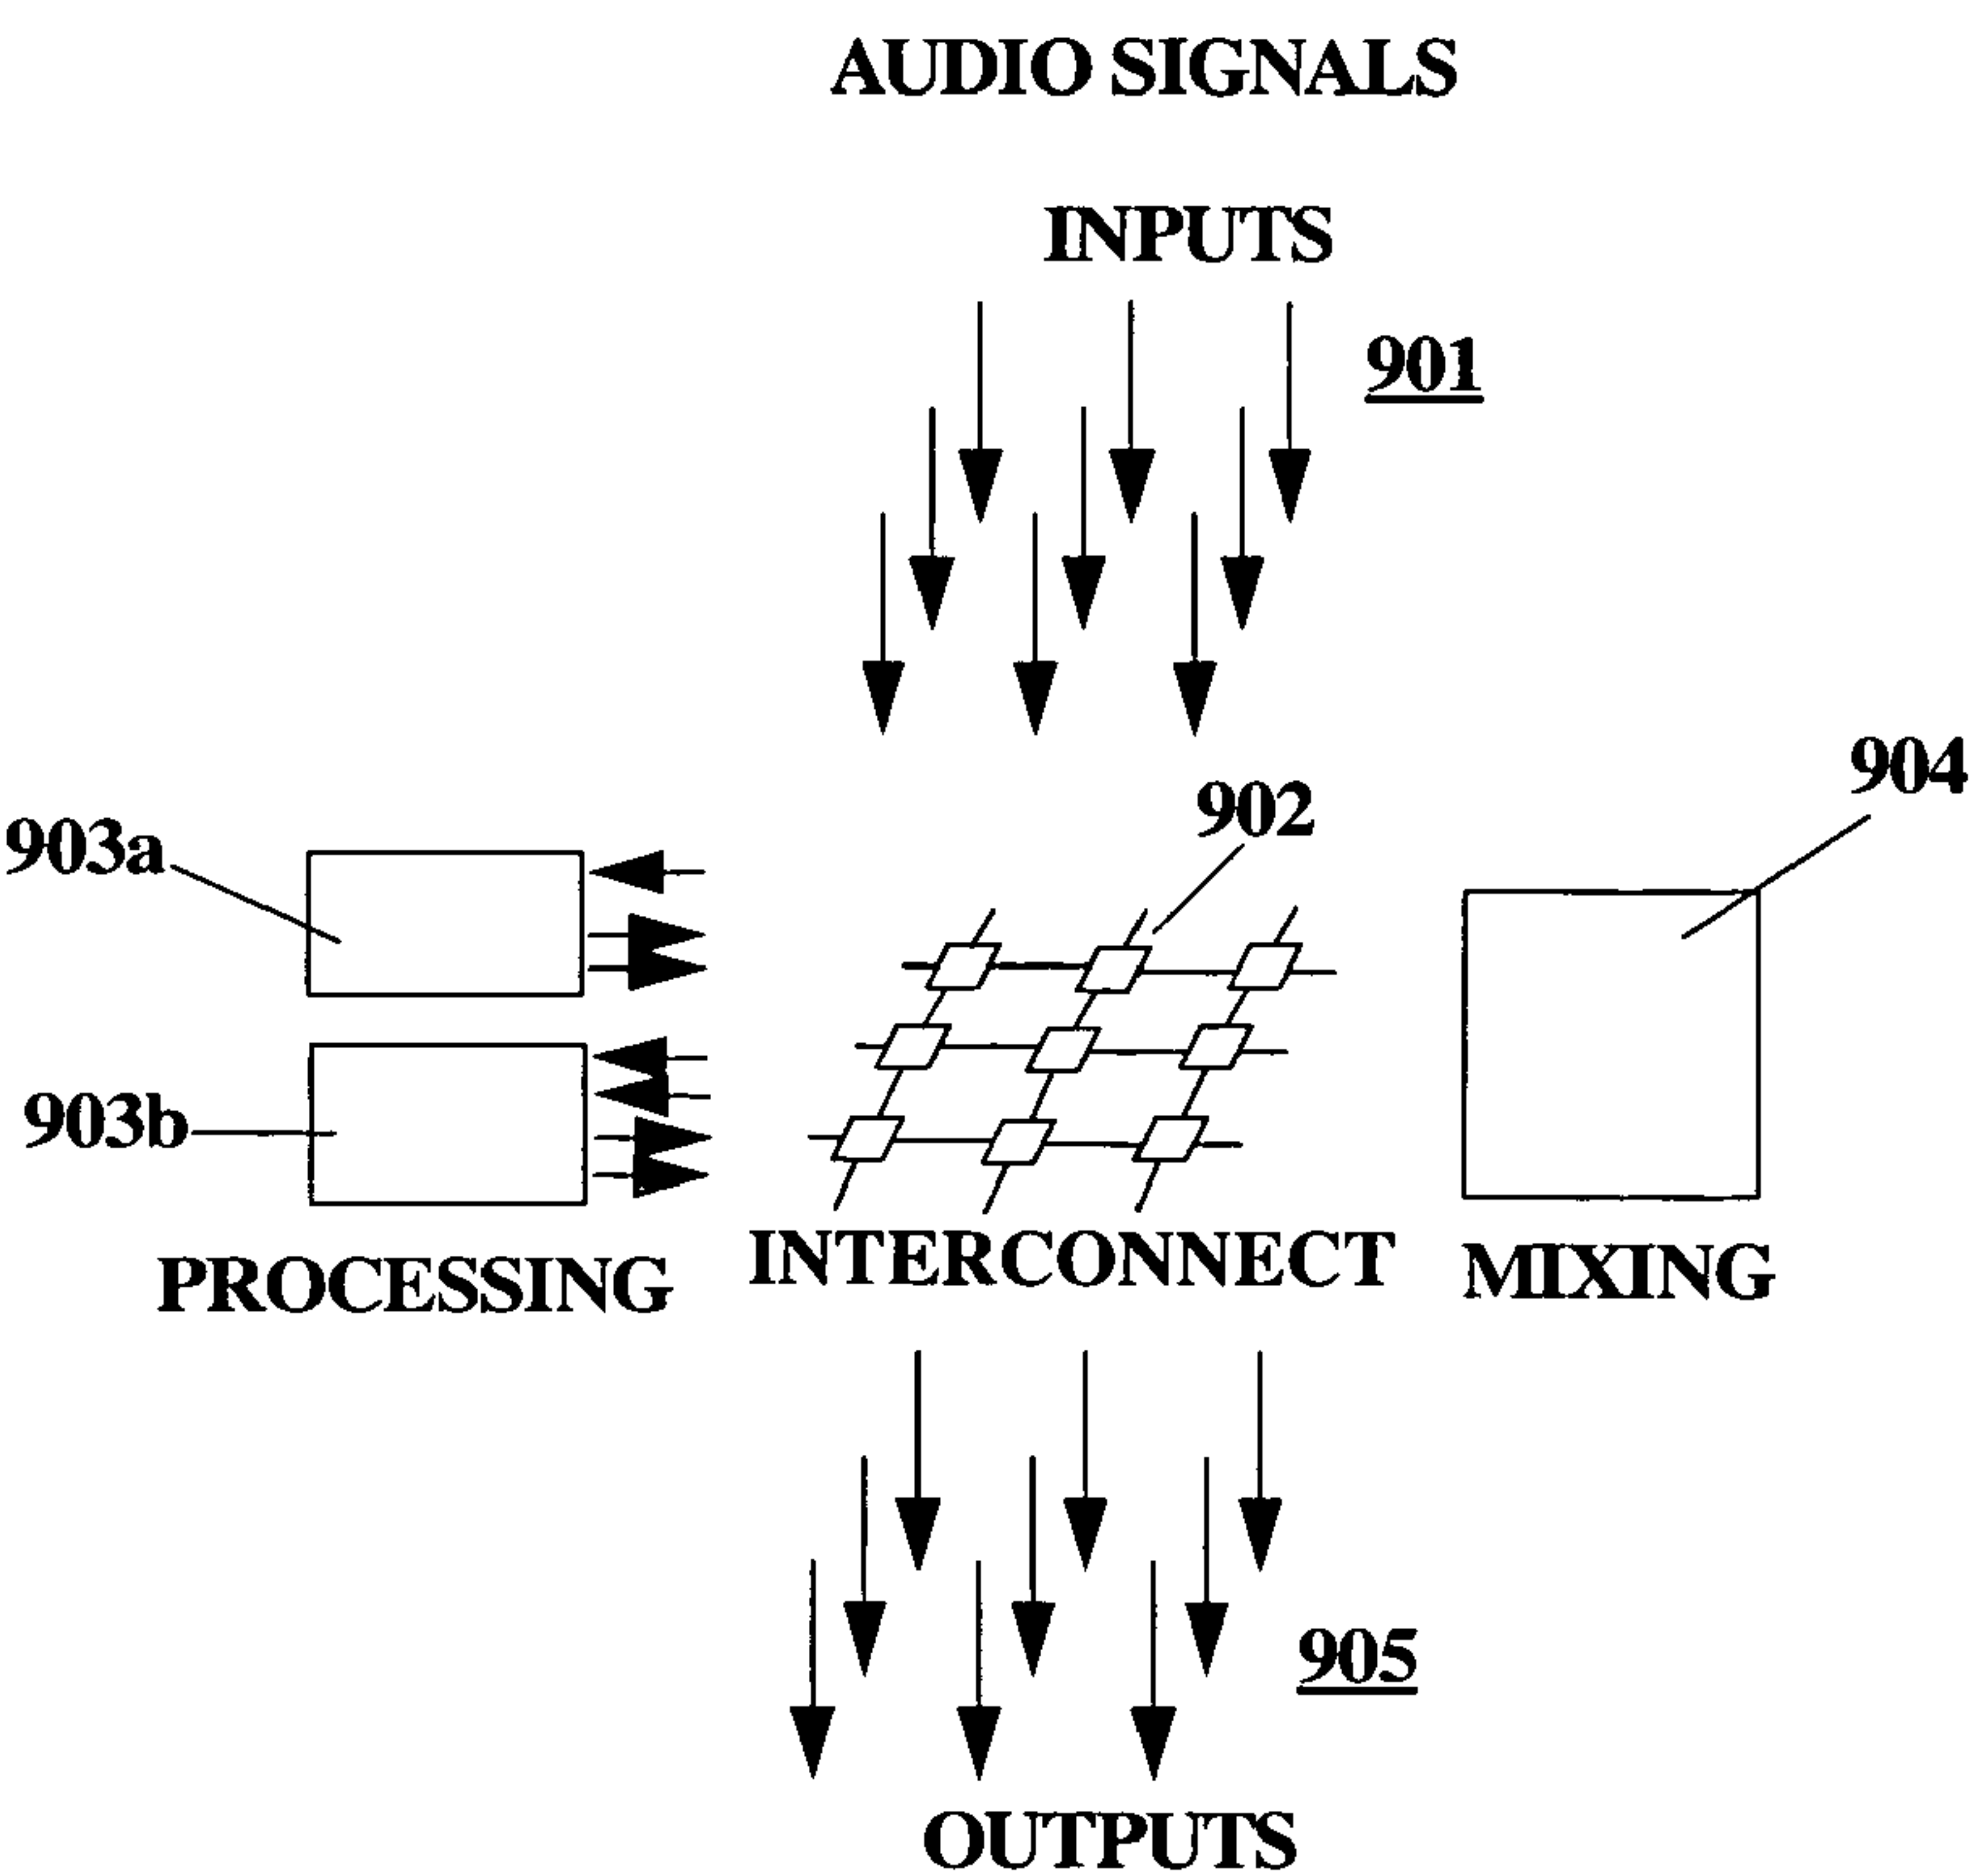 AUDIO SIGNALS
INPUTS
901
904
902
903a
903b
INTERCONNECT
PROCESSING
MIXING
905
OUTPUTS